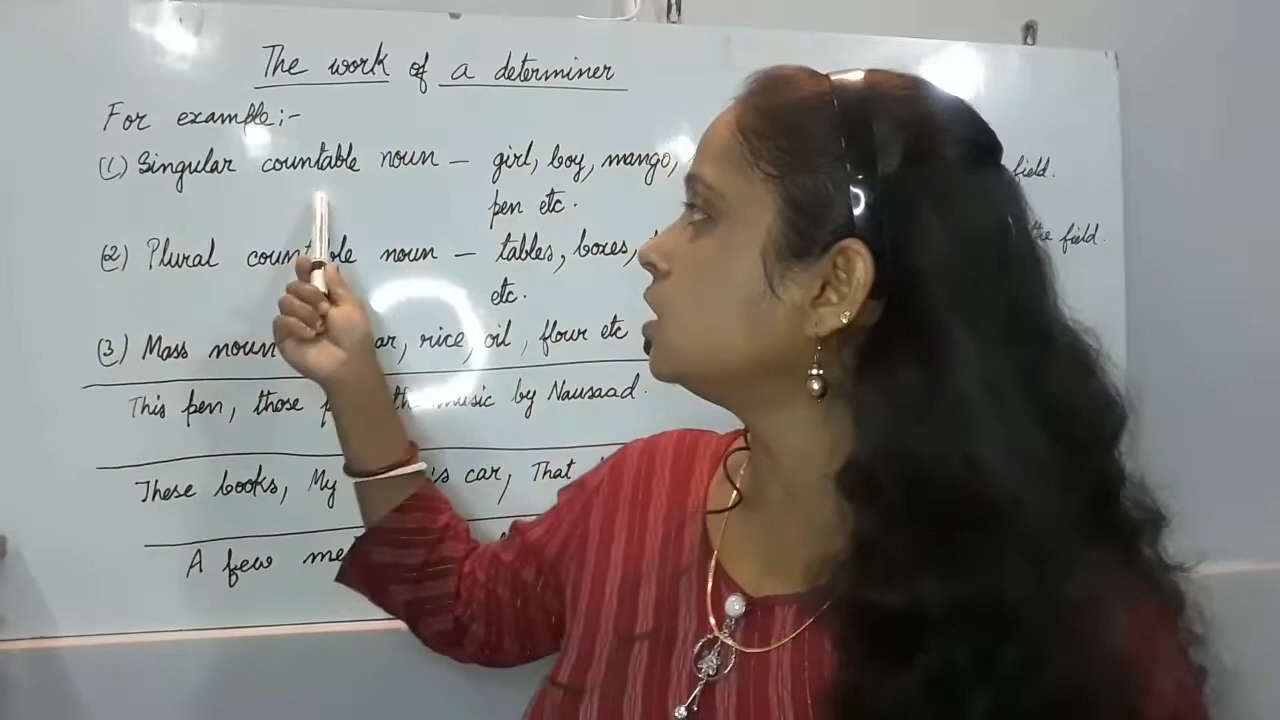 The work of a determiner
For example:-
(1) Singular countable noun - girl, boy, mango, field.
pen etc.
(2) Plural countable noun - tables, boxes, the field.
etc.
(3) Mass noun rice, oil, flour etc
This pen, those music by Nausaad.
These books, My car, That
A few